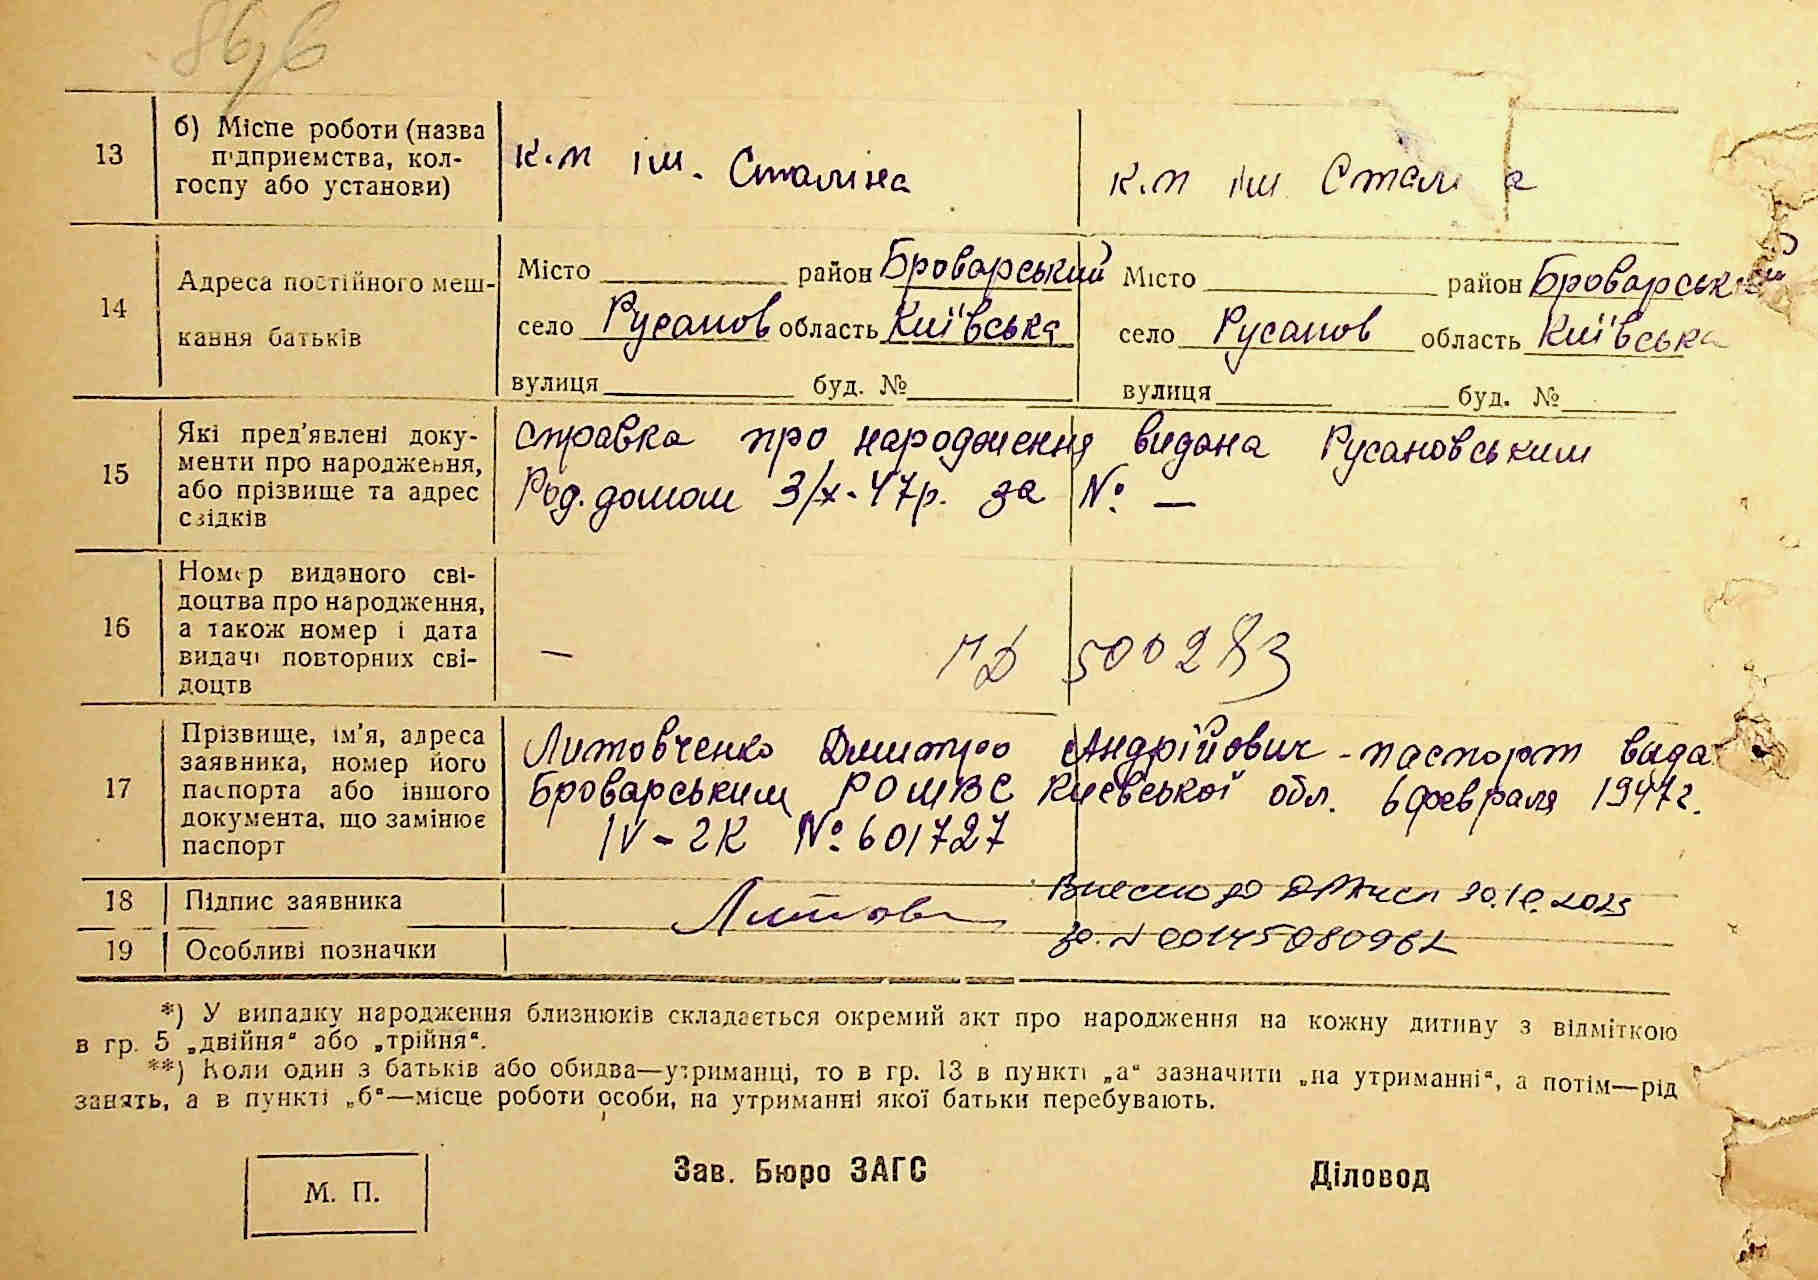 13 б) Місце роботи (назва підприємства, колгоспу або установи) к.м ім. Сталіна к.м ім Стал а
14 Адреса постійного мешкання батьків
Місто район Броварський Місто район Броварськ
село Русанов область Київська село Русанов область Київська
вулиця буд. № вулиця буд. №
15 Які пред'явлені документи про народження, або прізвище та адрес свідків
Справка про народження видана Русановським
Род. домом 3/X-47р. за № —
16 Номер виданого свідоцтва про народження, а також номер і дата видачі повторних свідоцтв
— 500283
17 Прізвище, ім'я, адреса заявника, номер його паспорта або іншого документа, що замінює паспорт
Литовченко Дмитро Андрійович - паспорт вида
Броварським РОМВС Киевської обл. 6 февраля 1947г.
IV-2К № 601727
18 Підпис заявника Литов Внесено до 2025
19 Особливі позначки за N 00145080962
*) У випадку народження близнюків складається окремий акт про народження на кожну дитину з відміткою
в гр. 5 „двійня“ або „трійня“.
**) Коли один з батьків або обидва—утриманці, то в гр. 13 в пункті „а“ зазначити „на утриманні“, а потім—рід
занять, а в пункті „б“—місце роботи особи, на утриманні якої батьки перебувають.
Зав. Бюро ЗАГС Діловод
М. П.